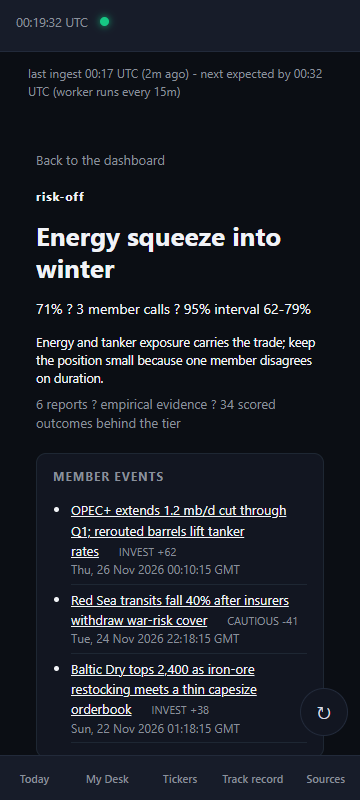 00:19:32 UTC
last ingest 00:17 UTC (2m ago) - next expected by 00:32
UTC (worker runs every 15m)
Back to the dashboard
risk-off
Energy squeeze into
winter
71% ? 3 member calls ? 95% interval 62-79%
Energy and tanker exposure carries the trade; keep
the position small because one member disagrees
on duration.
6 reports ? empirical evidence ? 34 scored
outcomes behind the tier
MEMBER EVENTS
OPEC+ extends 1.2 mb/d cut through
Q1; rerouted barrels lift tanker
rates INVEST +62
Thu, 26 Nov 2026 00:10:15 GMT
Red Sea transits fall 40% after insurers
withdraw war-risk cover CAUTIOUS -41
Tue, 24 Nov 2026 22:18:15 GMT
Baltic Dry tops 2,400 as iron-ore
restocking meets a thin capesize
orderbook INVEST +38
Sun, 22 Nov 2026 01:18:15 GMT
↻
Today My Desk Tickers Track record Sources